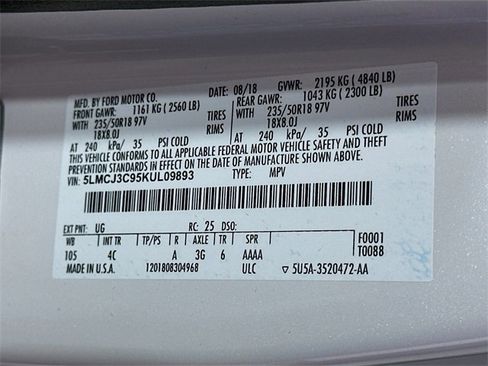 MFD. BY FORD MOTOR CO. DATE: 08/18 GVWR: 2195 KG (4840 LB)
FRONT GAWR: 1161 KG (2560 LB) REAR GAWR: 1043 KG (2300 LB)
WITH 235/50R18 97V TIRES WITH 235/50R18 97V TIRES
18X8.0J RIMS 18X8.0J RIMS
AT 240 kPa/ 35 PSI COLD AT 240 kPa/ 35 PSI COLD
THIS VEHICLE CONFORMS TO ALL APPLICABLE FEDERAL MOTOR VEHICLE SAFETY AND THEFT
PREVENTION STANDARDS IN EFFECT ON THE DATE OF MANUFACTURE SHOWN ABOVE.
VIN: 5LMCJ3C95KUL09893 TYPE: MPV
EXT PNT: UG RC: 25 DSO: F0001
WB INT TR TP/PS R AXLE TR SPR T0088
105 4C A 3G 6 AAAA
MADE IN U.S.A. 1201808304968 ULC ▽5U5A-3520472-AA